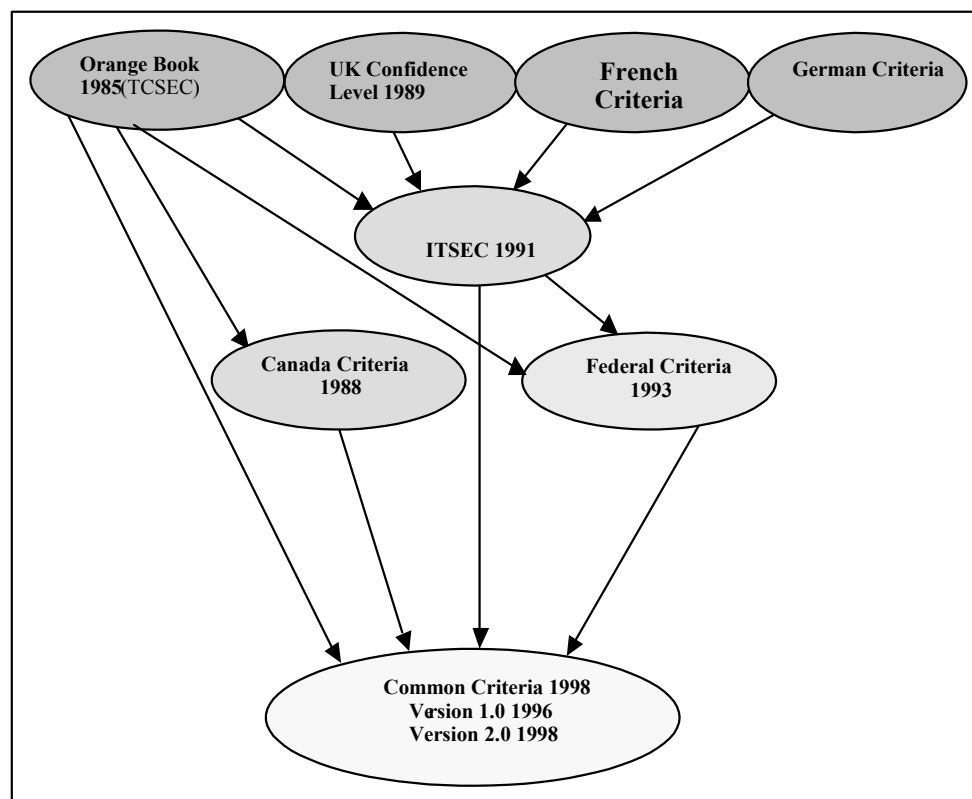 Orange Book
1985(TCSEC)
UK Confidence
Level 1989
French
Criteria
German Criteria
ITSEC 1991
Canada Criteria
1988
Federal Criteria
1993
Common Criteria 1998
Version 1.0 1996
Version 2.0 1998